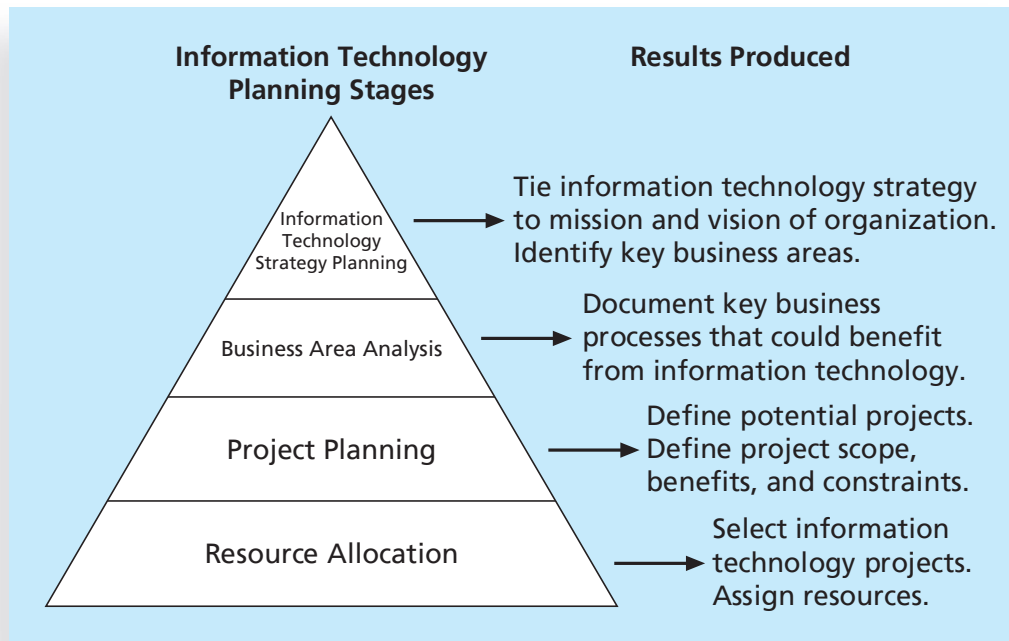 Information Technology
Planning Stages
Results Produced
Information
Technology
Strategy Planning
Tie information technology strategy
to mission and vision of organization.
Identify key business areas.
Business Area Analysis
Document key business
processes that could benefit
from information technology.
Project Planning
Define potential projects.
Define project scope,
benefits, and constraints.
Resource Allocation
Select information
technology projects.
Assign resources.